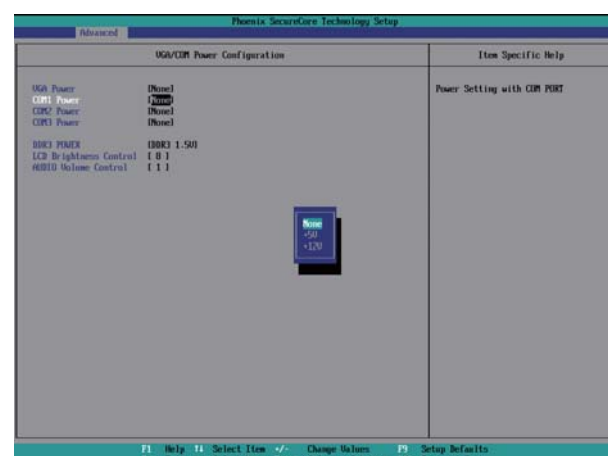 Phoenix SecureCore Technology Setup
Advanced
VGA/COM Power Configuration
Item Specific Help
VGA Power [None]
Power Setting with COM PORT
COM1 Power [None]
COM2 Power [None]
COM3 Power [None]
DDR3 POWER [DDR3 1.5V]
LCD Brightness Control [ 8 ]
AUDIO Volume Control [ 1 ]
None
+5V
+12V
F1 Help ↑↓ Select Item +/- Change Values F9 Setup Defaults